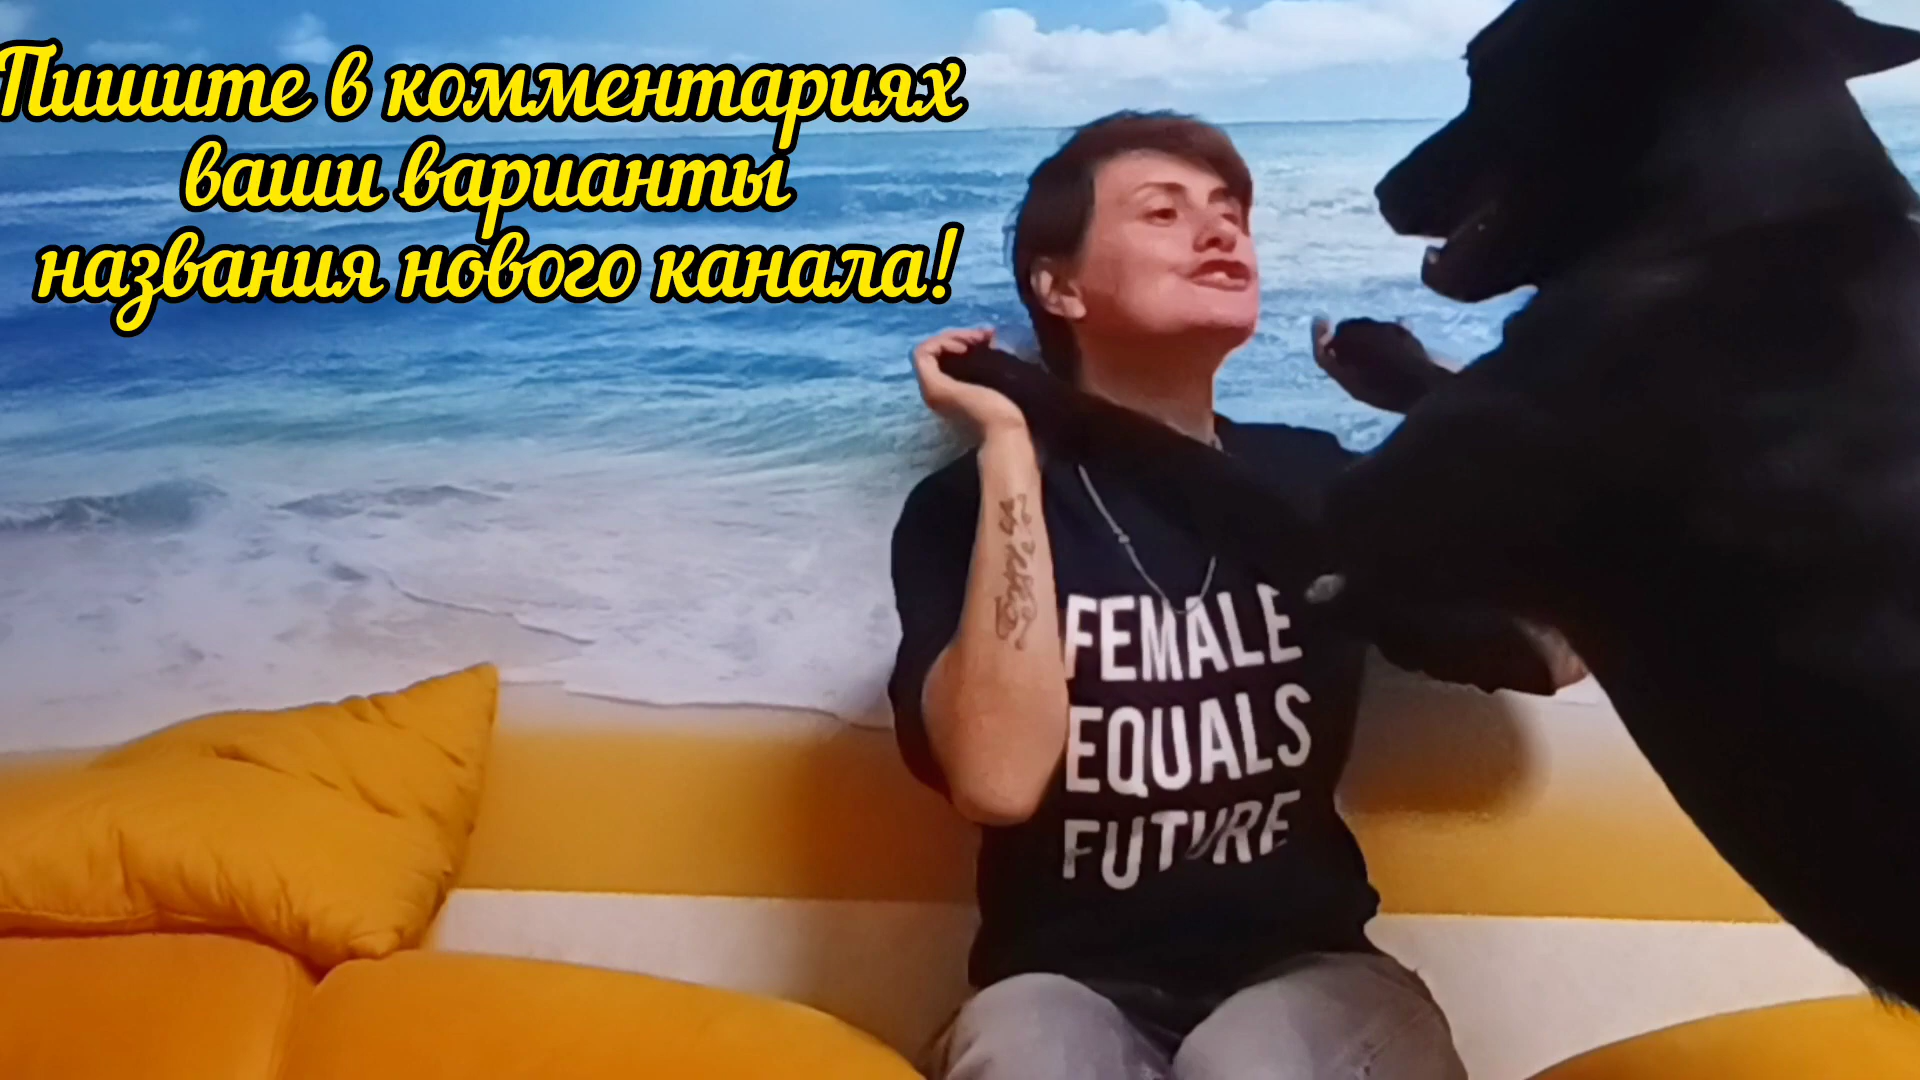 Пишите в комментариях
ваши варианты
названия нового канала!
FEMALE
EQUALS
FUTURE